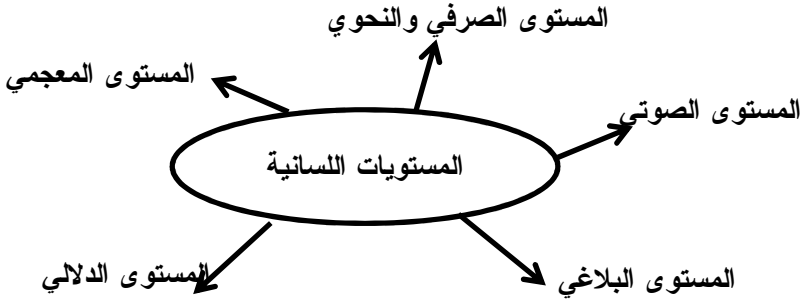 المستوى الصرفي والنحوي
المستوى المعجمي
المستوى الصوتي
المستويات اللسانية
المستوى الدلالي
المستوى البلاغي